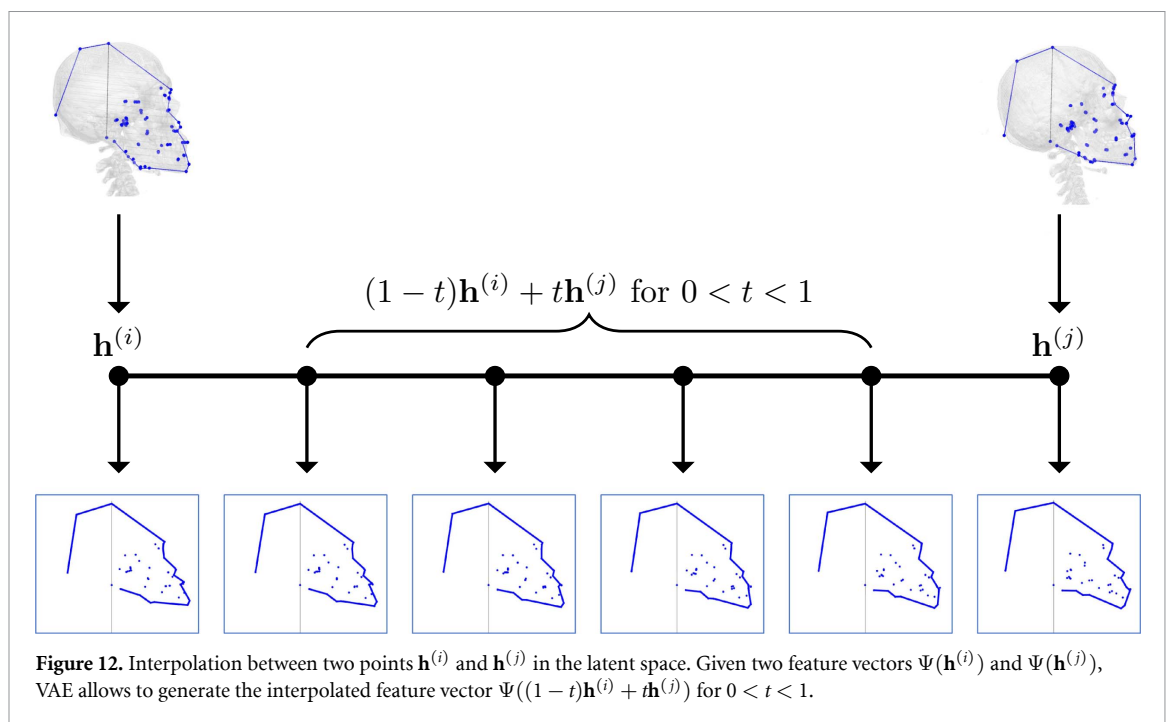 (1 − t)𝐡⁽ⁱ⁾ + t𝐡⁽ʲ⁾ for 0 < t < 1
𝐡⁽ⁱ⁾ 𝐡⁽ʲ⁾
Figure 12. Interpolation between two points 𝐡⁽ⁱ⁾ and 𝐡⁽ʲ⁾ in the latent space. Given two feature vectors Ψ(𝐡⁽ⁱ⁾) and Ψ(𝐡⁽ʲ⁾),
VAE allows to generate the interpolated feature vector Ψ((1 − t)𝐡⁽ⁱ⁾ + t𝐡⁽ʲ⁾) for 0 < t < 1.